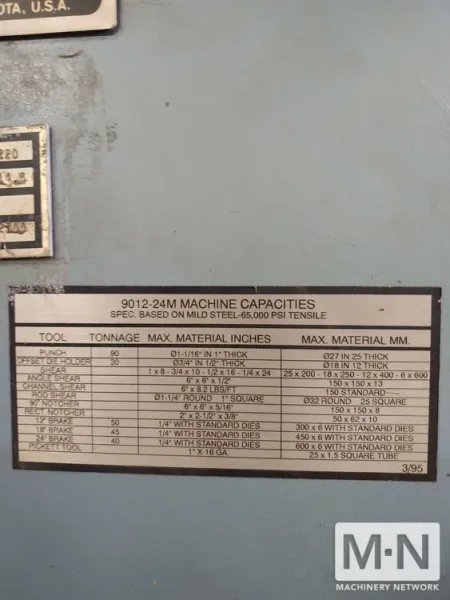 OTA, U.S.A.
220
2100
9012-24M MACHINE CAPACITIES
SPEC. BASED ON MILD STEEL-65,000 PSI TENSILE
TOOL TONNAGE MAX. MATERIAL INCHES MAX. MATERIAL MM.
PUNCH 90 Ø1-1/16" IN 1" THICK Ø27 IN 25 THICK
OFFSET DIE HOLDER 30 Ø3/4" IN 1/2" THICK Ø18 IN 12 THICK
SHEAR 1 x 8 - 3/4 x 10 - 1/2 x 16 - 1/4 x 24 25 x 200 - 18 x 250 - 12 x 400 - 6 x 600
ANGLE SHEAR 6" x 6" x 1/2" 150 x 150 x 13
CHANNEL SHEAR 6" x 8.2 LBS/FT 150 STANDARD
ROD SHEAR Ø1-1/4" ROUND 1" SQUARE Ø32 ROUND 25 SQUARE
90° NOTCHER 6" x 6" x 5/16" 150 x 150 x 8
RECT. NOTCHER 2" x 2-1/2" x 3/8" 50 x 62 x 10
12" BRAKE 50 1/4" WITH STANDARD DIES 300 x 6 WITH STANDARD DIES
18" BRAKE 45 1/4" WITH STANDARD DIES 450 x 6 WITH STANDARD DIES
24" BRAKE 40 1/4" WITH STANDARD DIES 600 x 6 WITH STANDARD DIES
PICKETT TOOL 1" X 16 GA. 25 x 1.5 SQUARE TUBE
3/95
M·N
MACHINERY NETWORK